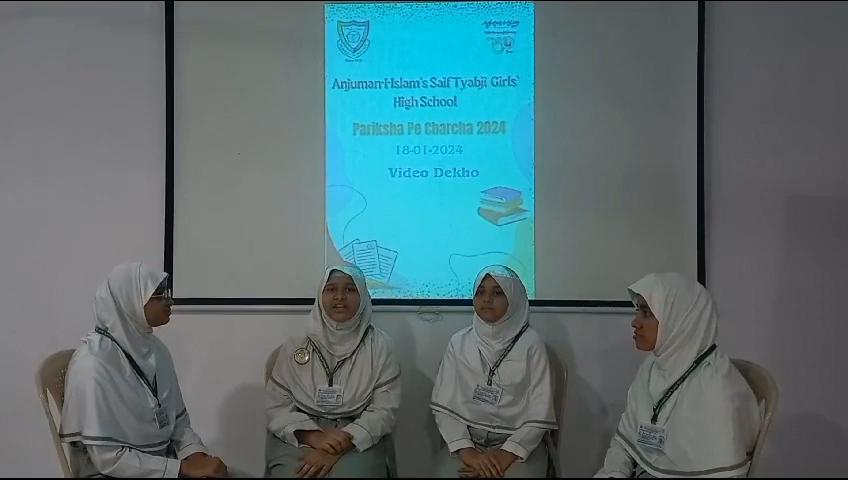 Anjuman-I-Islam's Saif Tyabji Girls'
High School
Pariksha Pe Charcha 2024
18-01-2024
Video Dekho